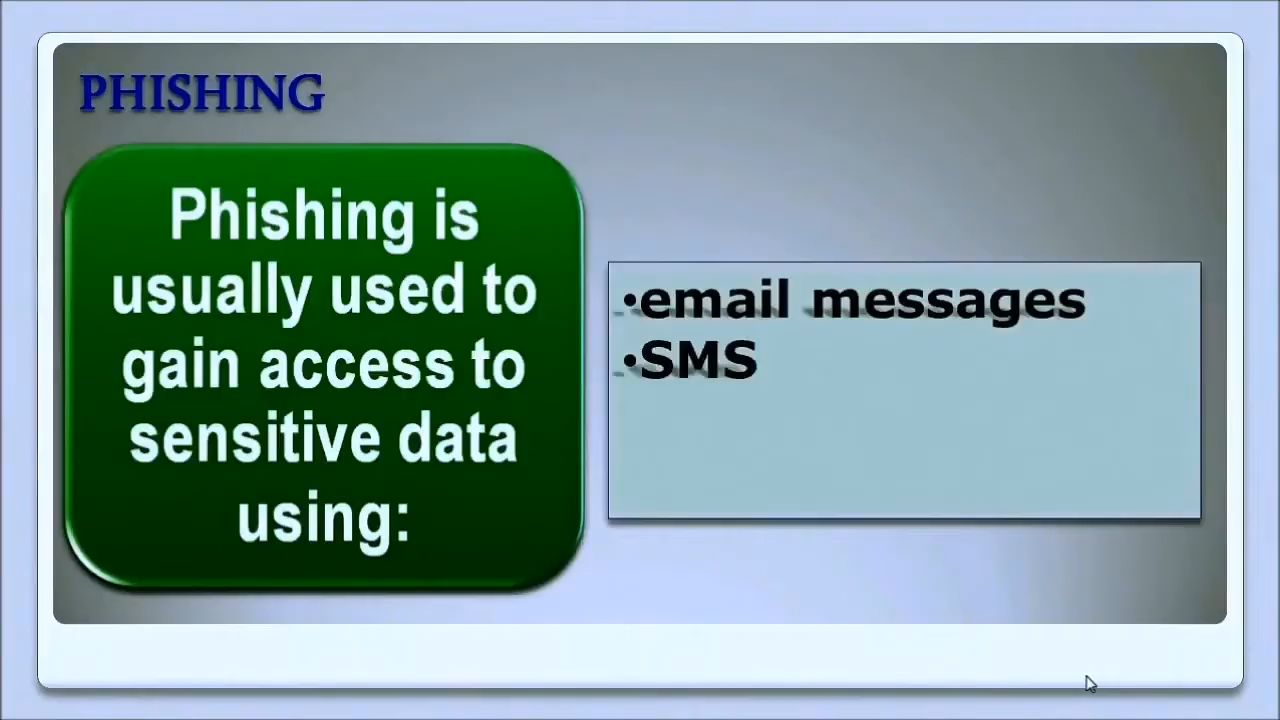 PHISHING
Phishing is
usually used to
gain access to
sensitive data
using:
•email messages
•SMS